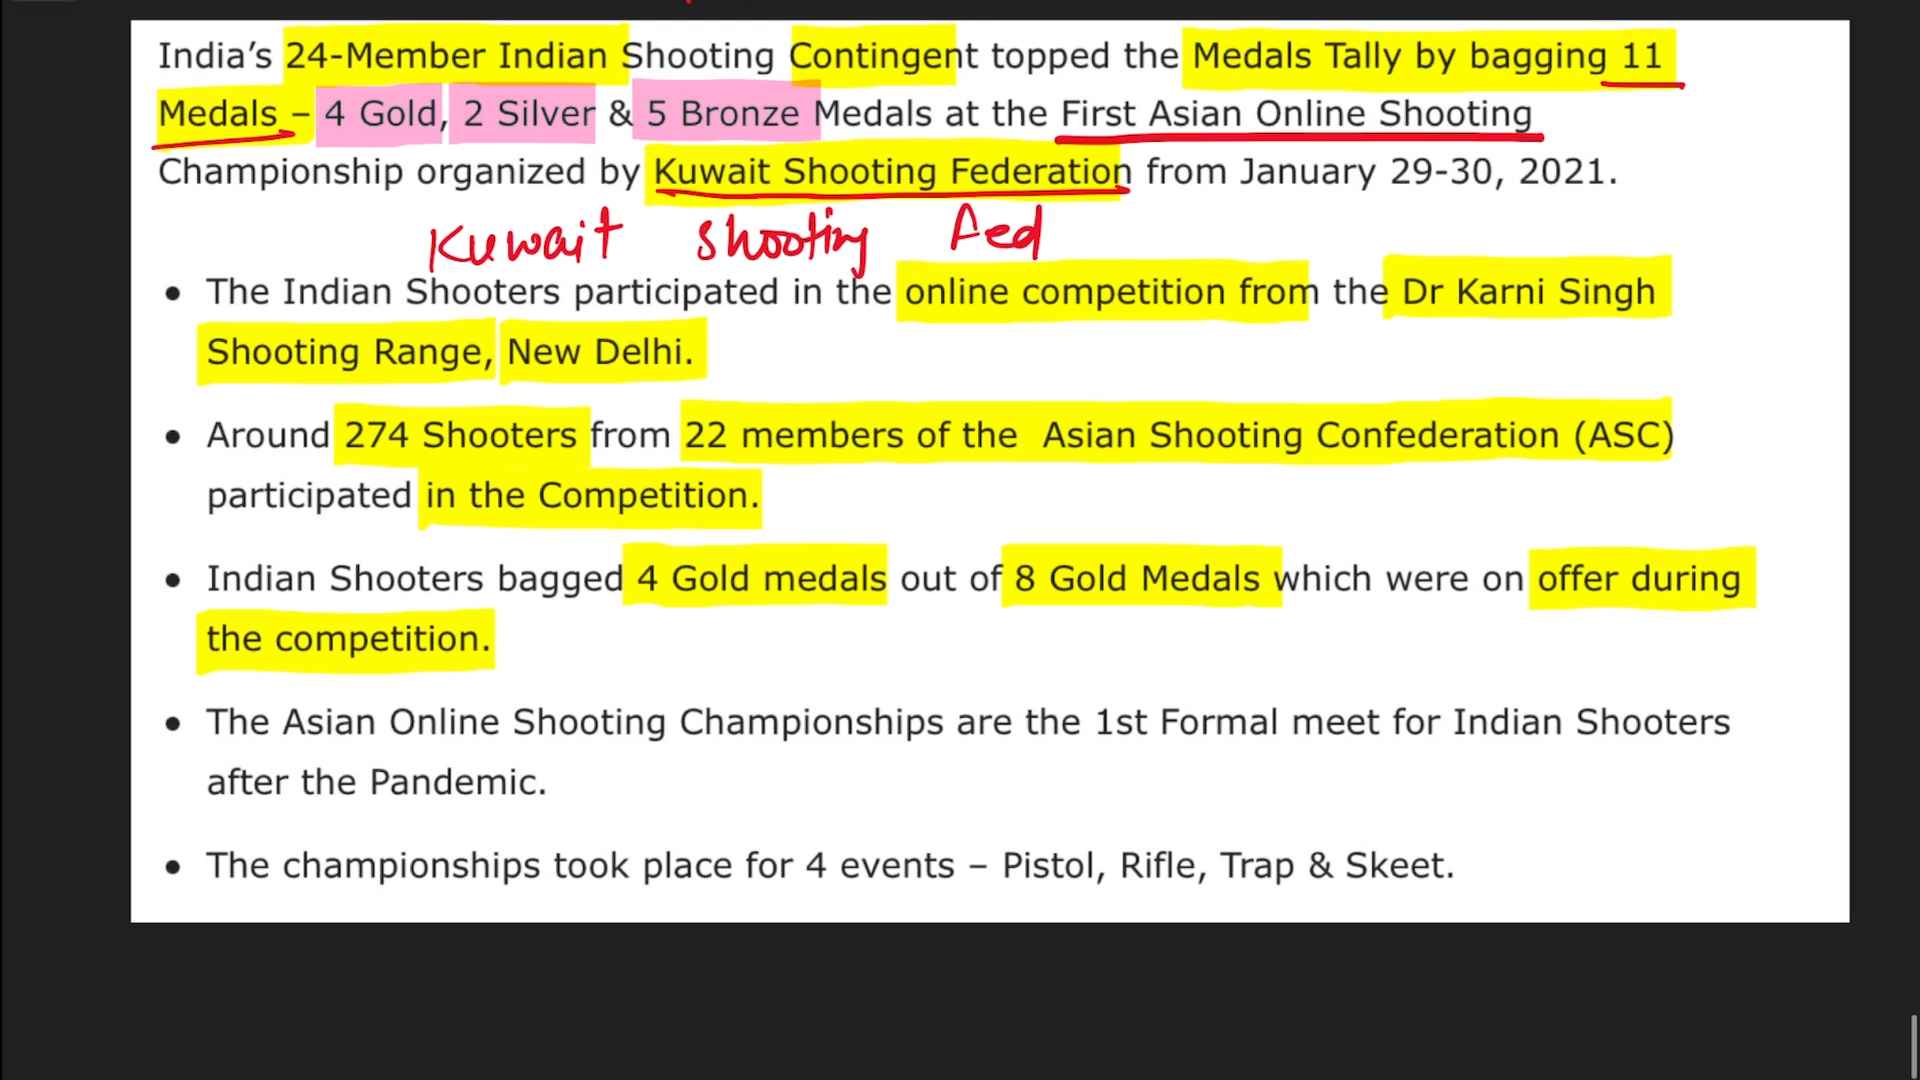 India’s 24-Member Indian Shooting Contingent topped the Medals Tally by bagging 11
Medals – 4 Gold, 2 Silver & 5 Bronze Medals at the First Asian Online Shooting
Championship organized by Kuwait Shooting Federation from January 29-30, 2021.
Kuwait shooting fed
• The Indian Shooters participated in the online competition from the Dr Karni Singh
Shooting Range, New Delhi.
• Around 274 Shooters from 22 members of the Asian Shooting Confederation (ASC)
participated in the Competition.
• Indian Shooters bagged 4 Gold medals out of 8 Gold Medals which were on offer during
the competition.
• The Asian Online Shooting Championships are the 1st Formal meet for Indian Shooters
after the Pandemic.
• The championships took place for 4 events – Pistol, Rifle, Trap & Skeet.